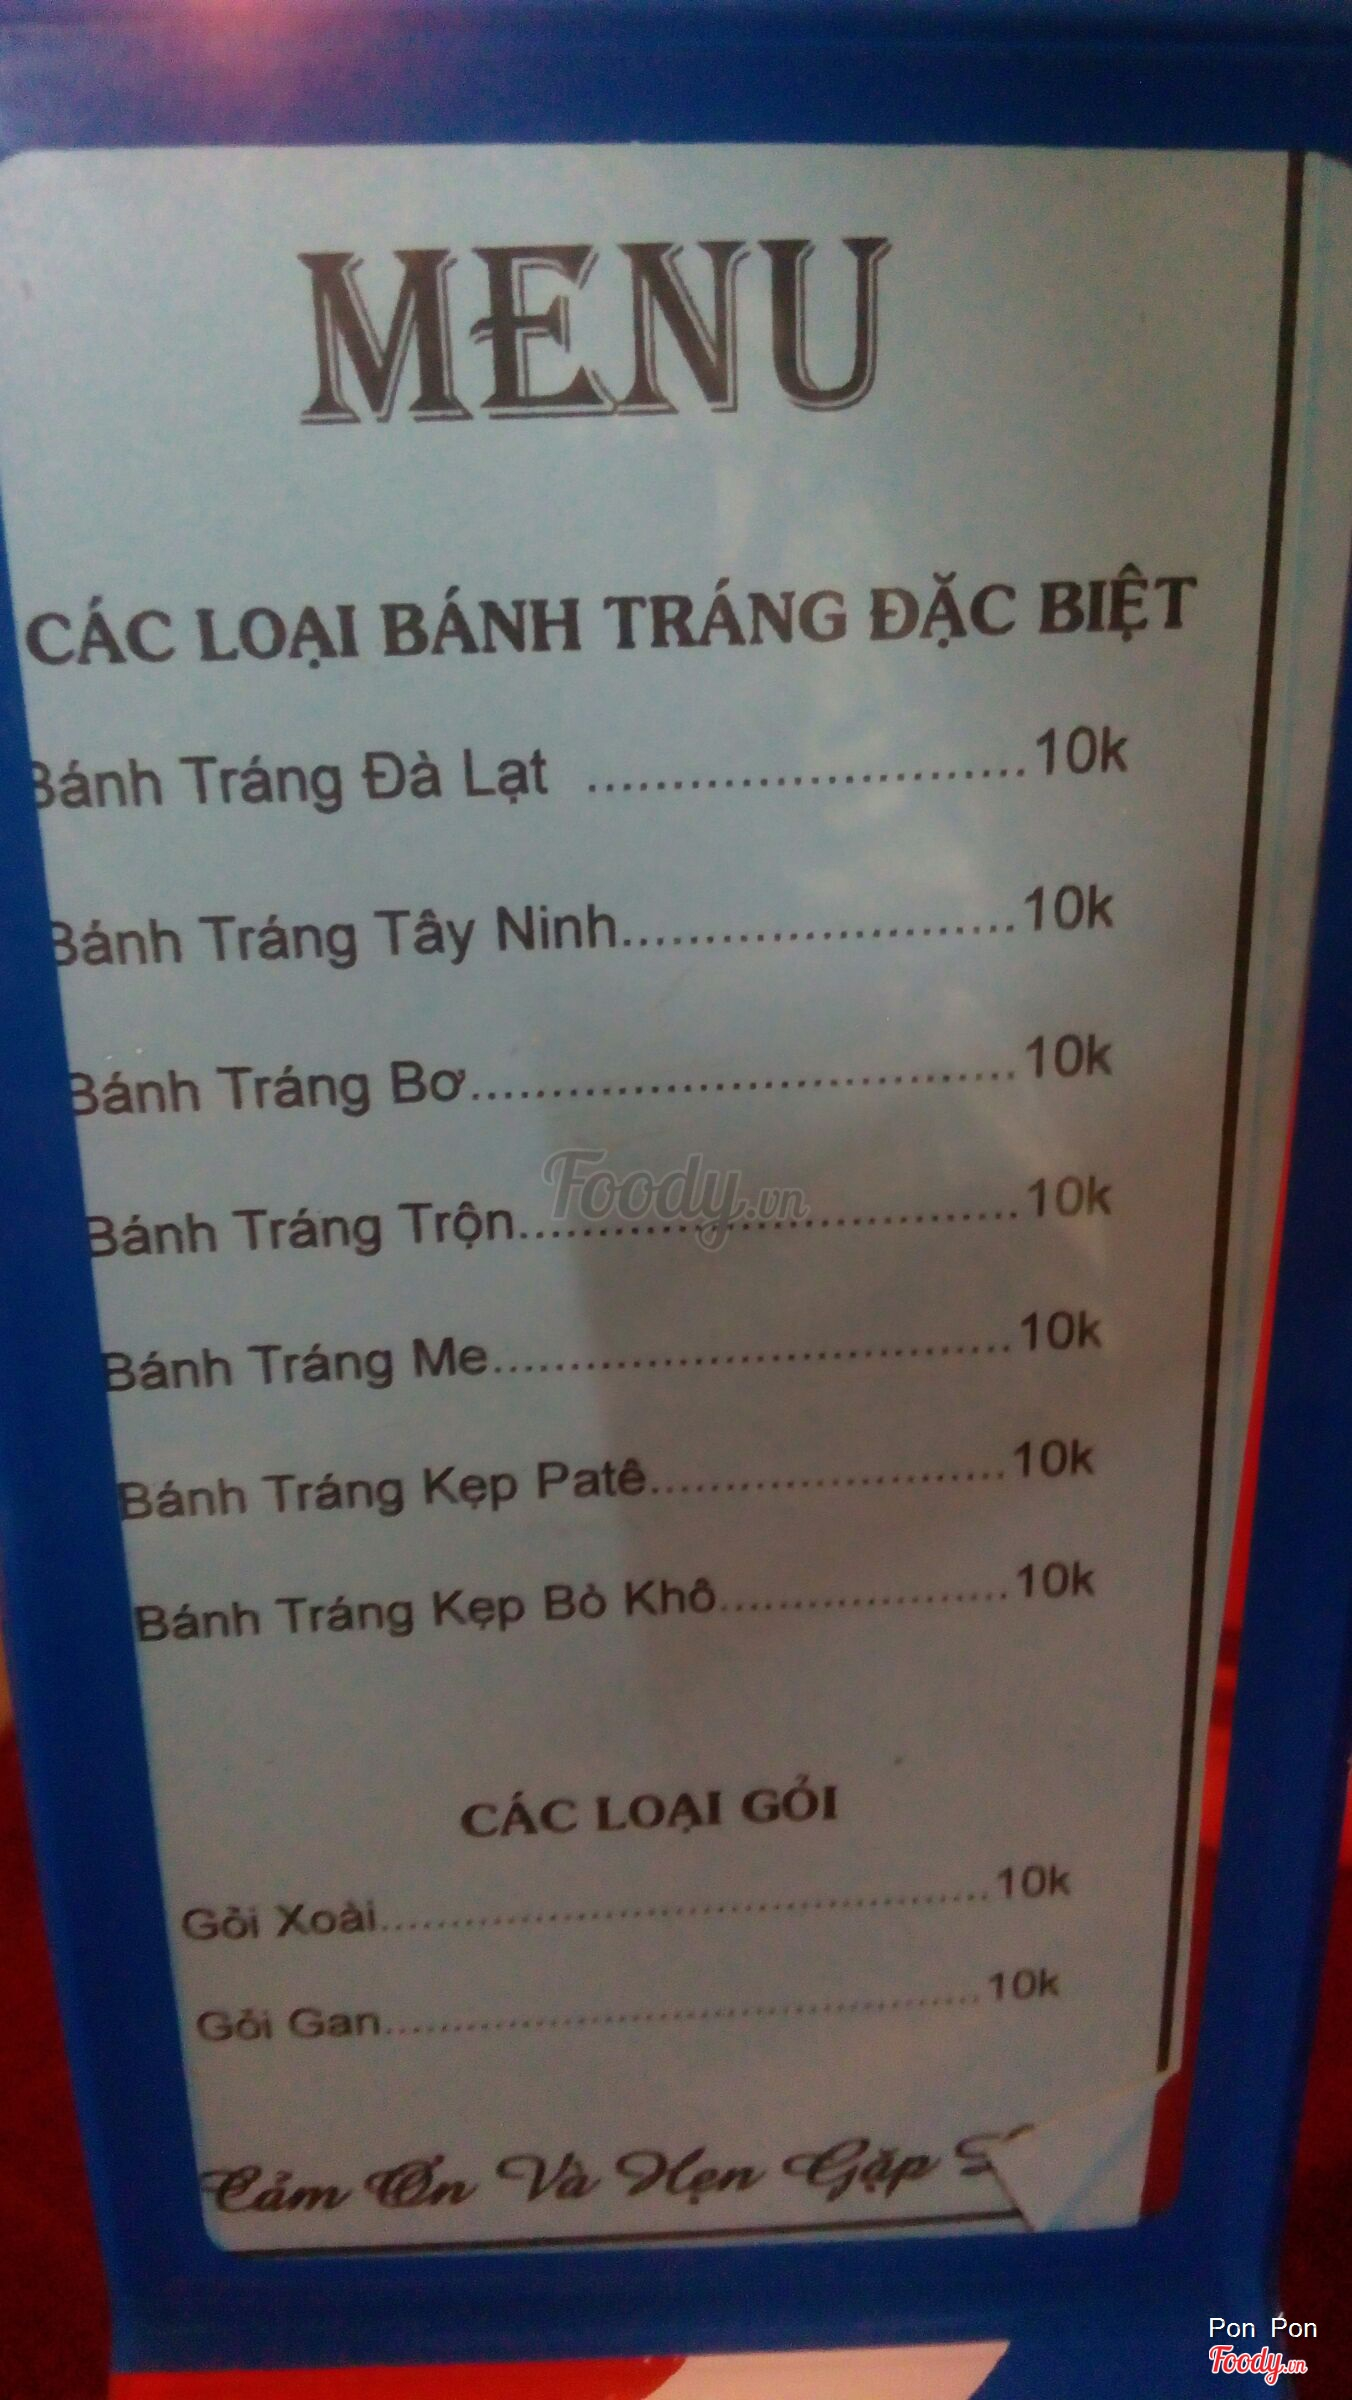 MENU
CÁC LOẠI BÁNH TRÁNG ĐẶC BIỆT
Bánh Tráng Đà Lạt ..........................10k
Bánh Tráng Tây Ninh........................10k
Bánh Tráng Bơ.................................10k
Bánh Tráng Trộn..............................10k
Foody.vn
Bánh Tráng Me.................................10k
Bánh Tráng Kẹp Patê.......................10k
Bánh Tráng Kẹp Bò Khô...................10k
CÁC LOẠI GỎI
Gỏi Xoài..........................................10k
Gỏi Gan..........................................10k
Cảm Ơn Và Hẹn Gặp
Pon Pon
Foody.vn